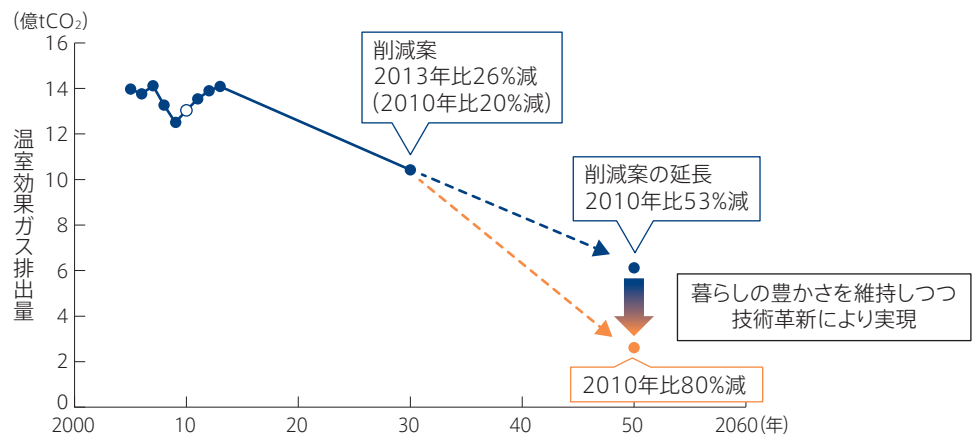 (億tCO₂)
16
14
12
10
8
6
4
2
0
温室効果ガス排出量
2000
10
20
30
40
50
2060(年)
削減案
2013年比26%減
(2010年比20%減)
削減案の延長
2010年比53%減
暮らしの豊かさを維持しつつ
技術革新により実現
2010年比80%減